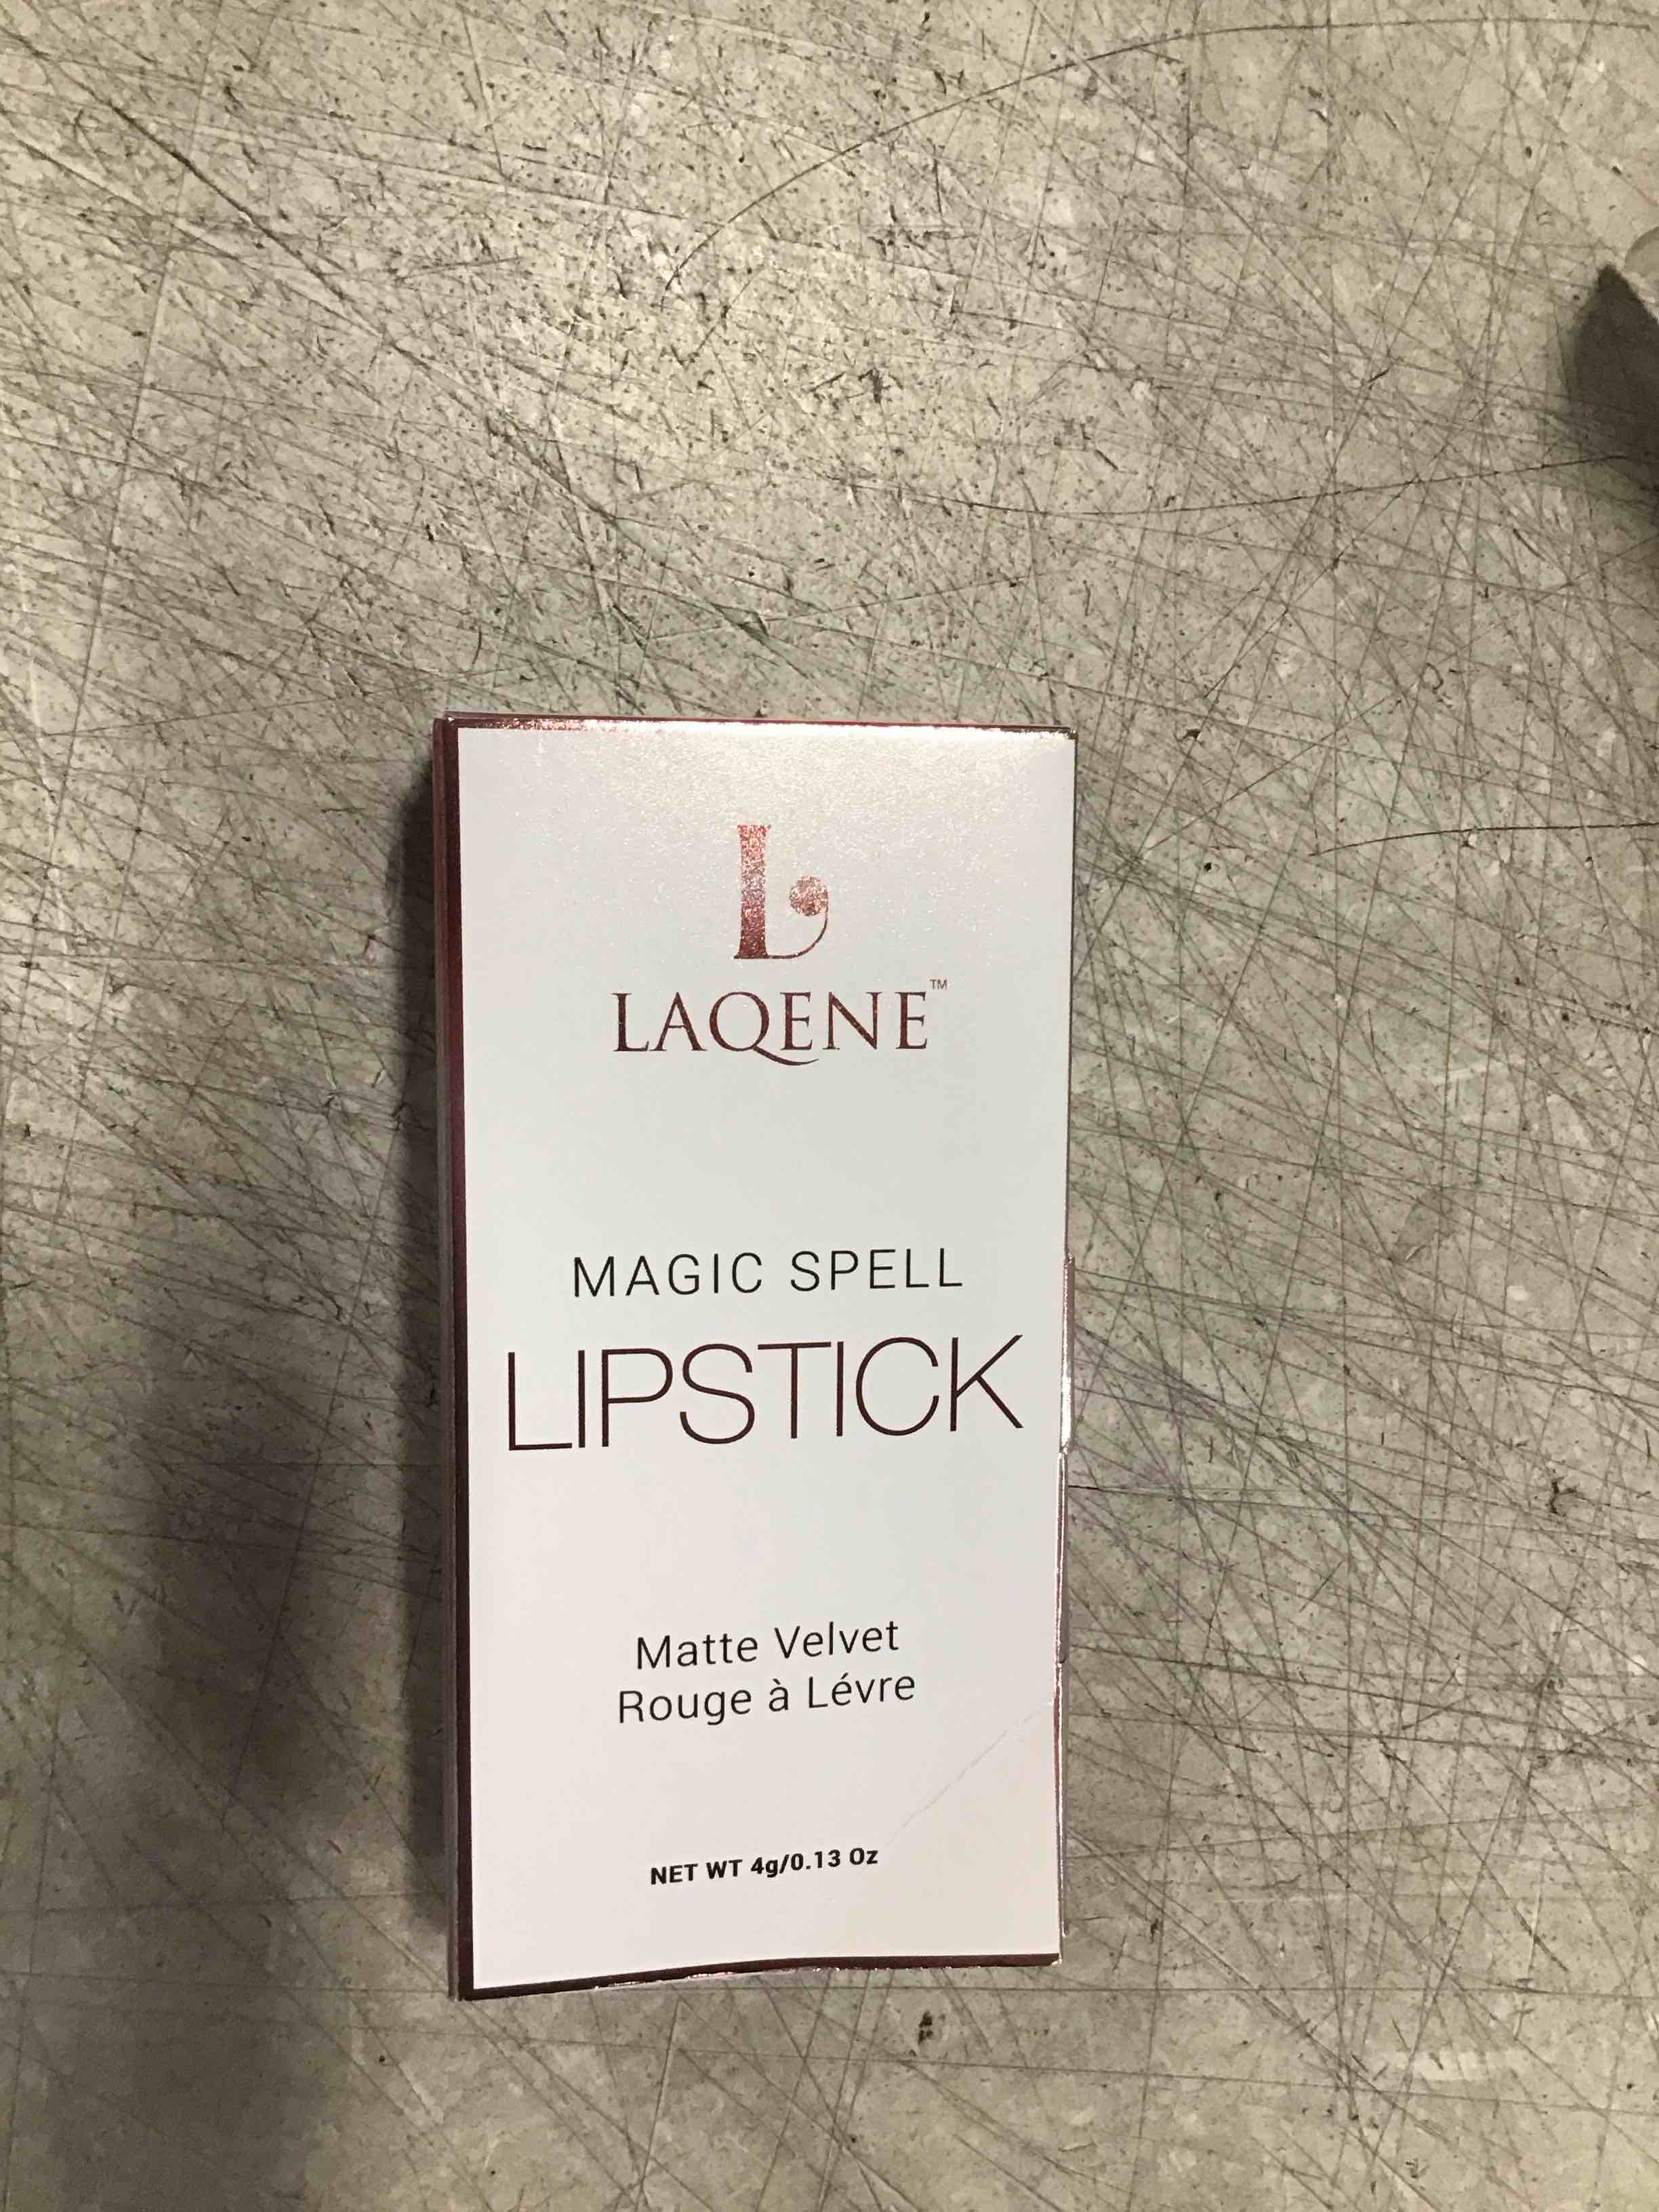 L
LAQENE™
MAGIC SPELL
LIPSTICK
Matte Velvet
Rouge à Lévre
NET WT 4g/0.13 Oz